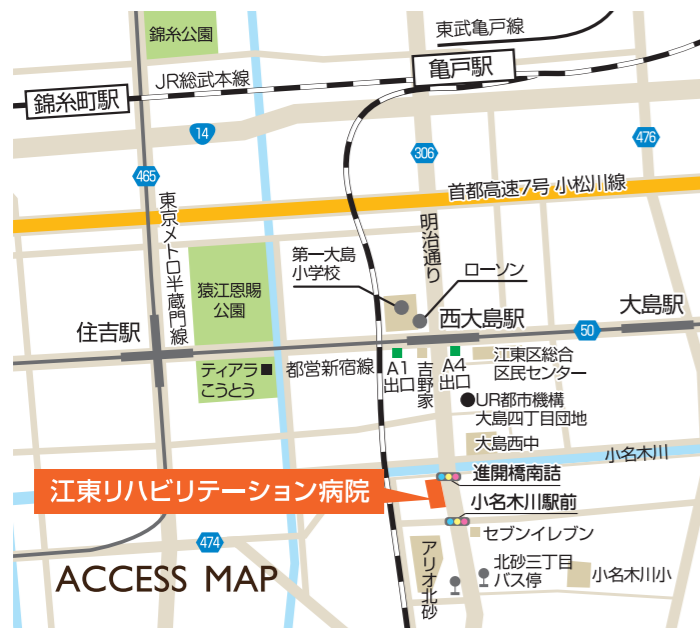 錦糸公園
東武亀戸線
亀戸駅
JR総武本線
錦糸町駅
14
306
476
465
首都高速7号 小松川線
東京メトロ半蔵門線
明治通り
第一大島
小学校
ローソン
猿江恩賜
公園
住吉駅
西大島駅
大島駅
50
ティアラ
こうとう
都営新宿線
A1
出口
吉野家
A4
出口
江東区総合
区民センター
UR都市機構
大島四丁目団地
大島西中
小名木川
進開橋南詰
江東リハビリテーション病院
小名木川駅前
セブンイレブン
474
アリオ北砂
北砂三丁目
バス停
小名木川小
ACCESS MAP